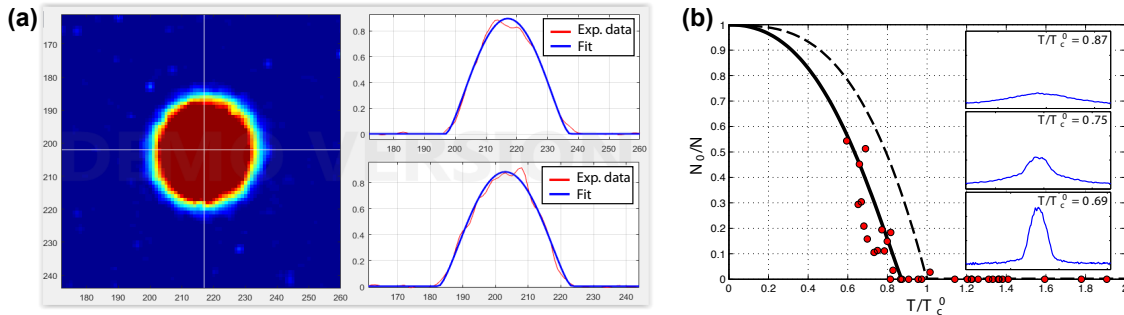 (a)
170
180
190
200
210
220
230
240
180 190 200 210 220 230 240 250 260
Exp. data
Fit
0.8
0.6
0.4
0.2
0
180 190 200 210 220 230 240 250 260
Exp. data
Fit
0.8
0.6
0.4
0.2
0
170 180 190 200 210 220 230 240
DEMO VERSION
(b)
N0/N
1
0.9
0.8
0.7
0.6
0.5
0.4
0.3
0.2
0.1
0
0 0.2 0.4 0.6 0.8 1 1.2 1.4 1.6 1.8 2
T/Tc0
T/Tc0 = 0.87
T/Tc0 = 0.75
T/Tc0 = 0.69